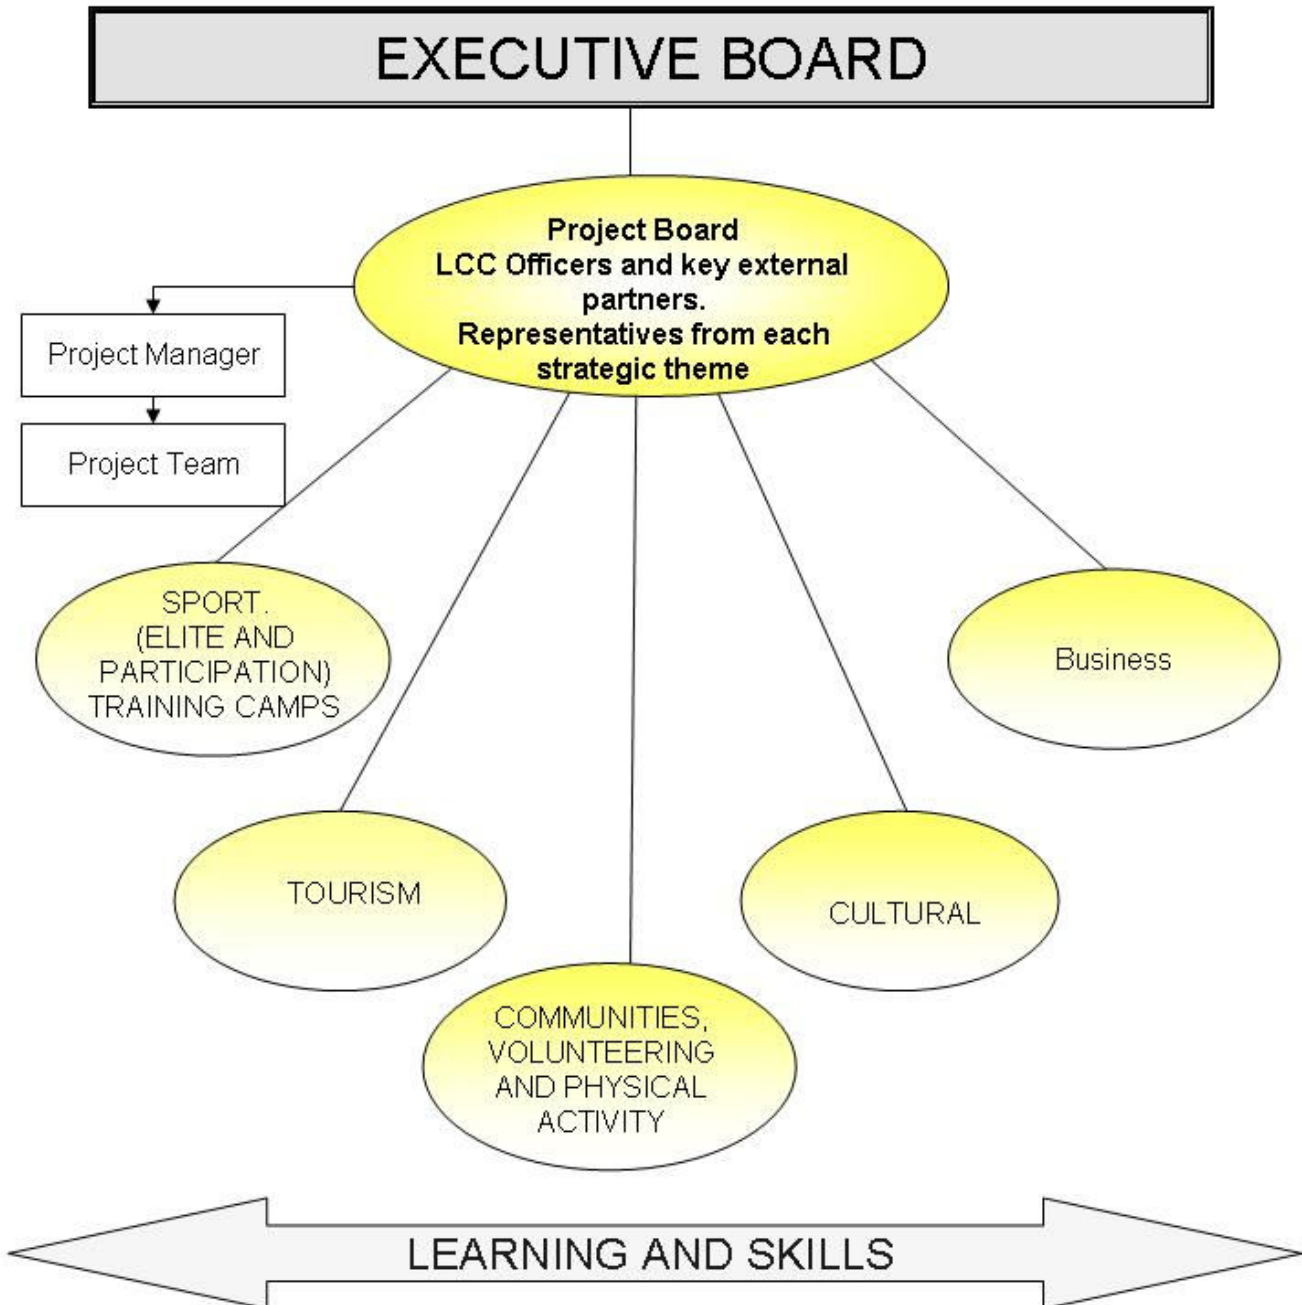 EXECUTIVE BOARD
Project Board
LCC Officers and key external
partners.
Representatives from each
strategic theme
Project Manager
Project Team
SPORT.
(ELITE AND
PARTICIPATION)
TRAINING CAMPS
Business
TOURISM
CULTURAL
COMMUNITIES,
VOLUNTEERING
AND PHYSICAL
ACTIVITY
LEARNING AND SKILLS